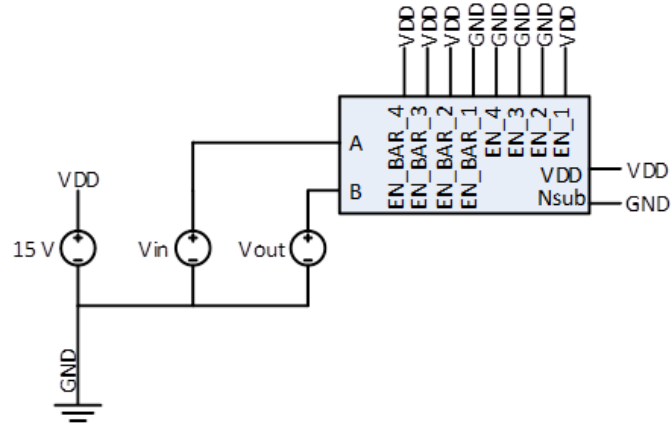 VDD
VDD
VDD
GND
GND
GND
GND
VDD
A
B
EN_BAR_4
EN_BAR_3
EN_BAR_2
EN_BAR_1
EN_4
EN_3
EN_2
EN_1
VDD
Nsub
VDD
GND
VDD
15 V
+
−
Vin
+
−
Vout
+
−
GND